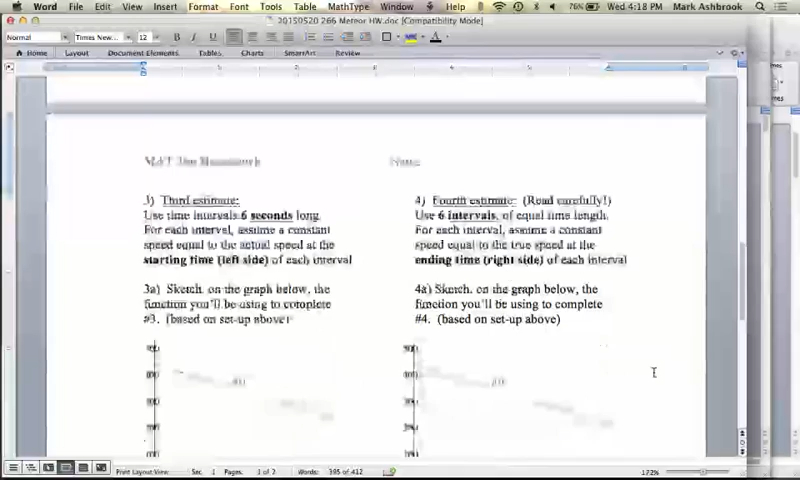 Word File Edit View Insert Format Font Tools Table MathType Window Help 76% Wed 4:18 PM Mark Ashbrook
20150520 266 Meteor HW.doc [Compatibility Mode]
Normal Times New... 12
Home Layout Document Elements Tables Charts SmartArt Review
MAT 266 Homework Name
3) Third estimate:
Use time intervals 6 seconds long.
For each interval, assume a constant
speed equal to the actual speed at the
starting time (left side) of each interval
3a) Sketch, on the graph below, the
function you'll be using to complete
#3. (based on set-up above)
4) Fourth estimate: (Read carefully!)
Use 6 intervals, of equal time length.
For each interval, assume a constant
speed equal to the true speed at the
ending time (right side) of each interval
4a) Sketch, on the graph below, the
function you'll be using to complete
#4. (based on set-up above)
Print Layout View Sec 1 Pages: 1 of 2 Words: 395 of 412 172%